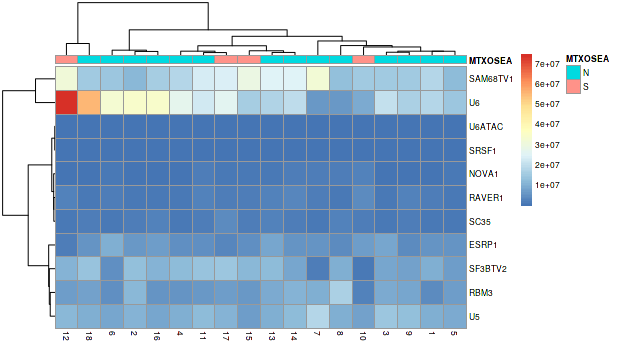 MTXOSEA
SAM68TV1
U6
U6ATAC
SRSF1
NOVA1
RAVER1
SC35
ESRP1
SF3BTV2
RBM3
U5
12 18 6 2 16 4 11 17 15 13 14 7 8 10 3 9 1 5
7e+07
6e+07
5e+07
4e+07
3e+07
2e+07
1e+07
MTXOSEA
N
S